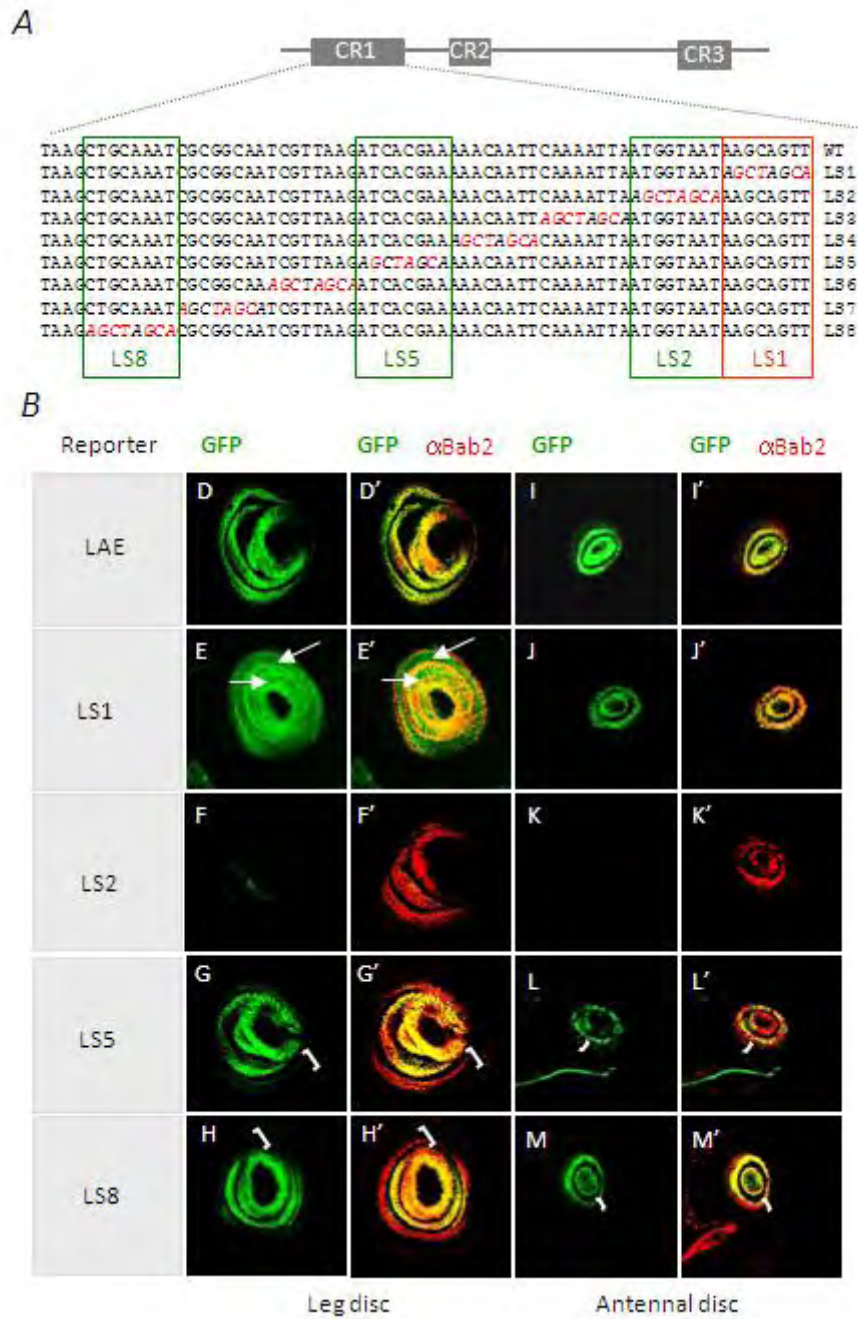 A
CR1 CR2 CR3
TAAGCTGCAAATCGCGGCAATCGTTAAGATCACGAAAAACAATTCAAAATTAATGGTAATAAGCAGTT WT
TAAGCTGCAAATCGCGGCAATCGTTAAGATCACGAAAAACAATTCAAAATTAATGGTAATAGCTAGCA LS1
TAAGCTGCAAATCGCGGCAATCGTTAAGATCACGAAAAACAATTCAAAATTAAGCTAGCAAAGCAGTT LS2
TAAGCTGCAAATCGCGGCAATCGTTAAGATCACGAAAAACAATTAGCTAGCAATGGTAATAAGCAGTT LS3
TAAGCTGCAAATCGCGGCAATCGTTAAGATCACGAAAGCTAGCACAAAATTAATGGTAATAAGCAGTT LS4
TAAGCTGCAAATCGCGGCAATCGTTAAGAGCTAGCAAAACAATTCAAAATTAATGGTAATAAGCAGTT LS5
TAAGCTGCAAATCGCGGCAAAGCTAGCAATCACGAAAAACAATTCAAAATTAATGGTAATAAGCAGTT LS6
TAAGCTGCAAATAGCTAGCATCGTTAAGATCACGAAAAACAATTCAAAATTAATGGTAATAAGCAGTT LS7
TAAGAGCTAGCACGCGGCAATCGTTAAGATCACGAAAAACAATTCAAAATTAATGGTAATAAGCAGTT LS8
LS8 LS5 LS2 LS1
B
Reporter GFP GFP αBab2 GFP GFP αBab2
LAE D D' I I'
LS1 E E' J J'
LS2 F F' K K'
LS5 G G' L L'
LS8 H H' M M'
Leg disc Antennal disc